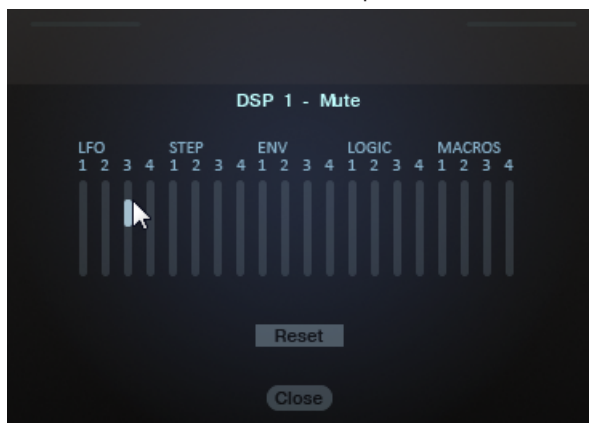 DSP 1 - Mute
LFO STEP ENV LOGIC MACROS
1 2 3 4 1 2 3 4 1 2 3 4 1 2 3 4 1 2 3 4
Reset
Close